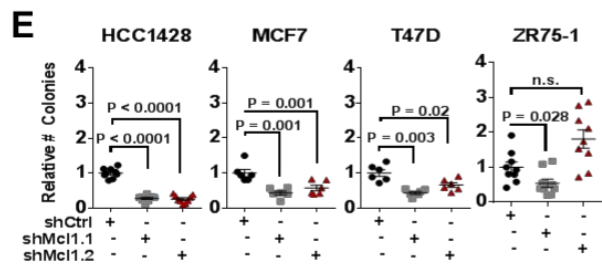 E
HCC1428 MCF7 T47D ZR75-1
Relative # Colonies
4 4 4 4
3 3 3 3
2 2 2 2
1 1 1 1
0 0 0 0
P < 0.0001 P = 0.001 P = 0.02 n.s.
P < 0.0001 P = 0.001 P = 0.003 P = 0.028
shCtrl + - - + - - + - - + - -
shMcl1.1 - + - - + - - + - - + -
shMcl1.2 - - + - - + - - + - - +